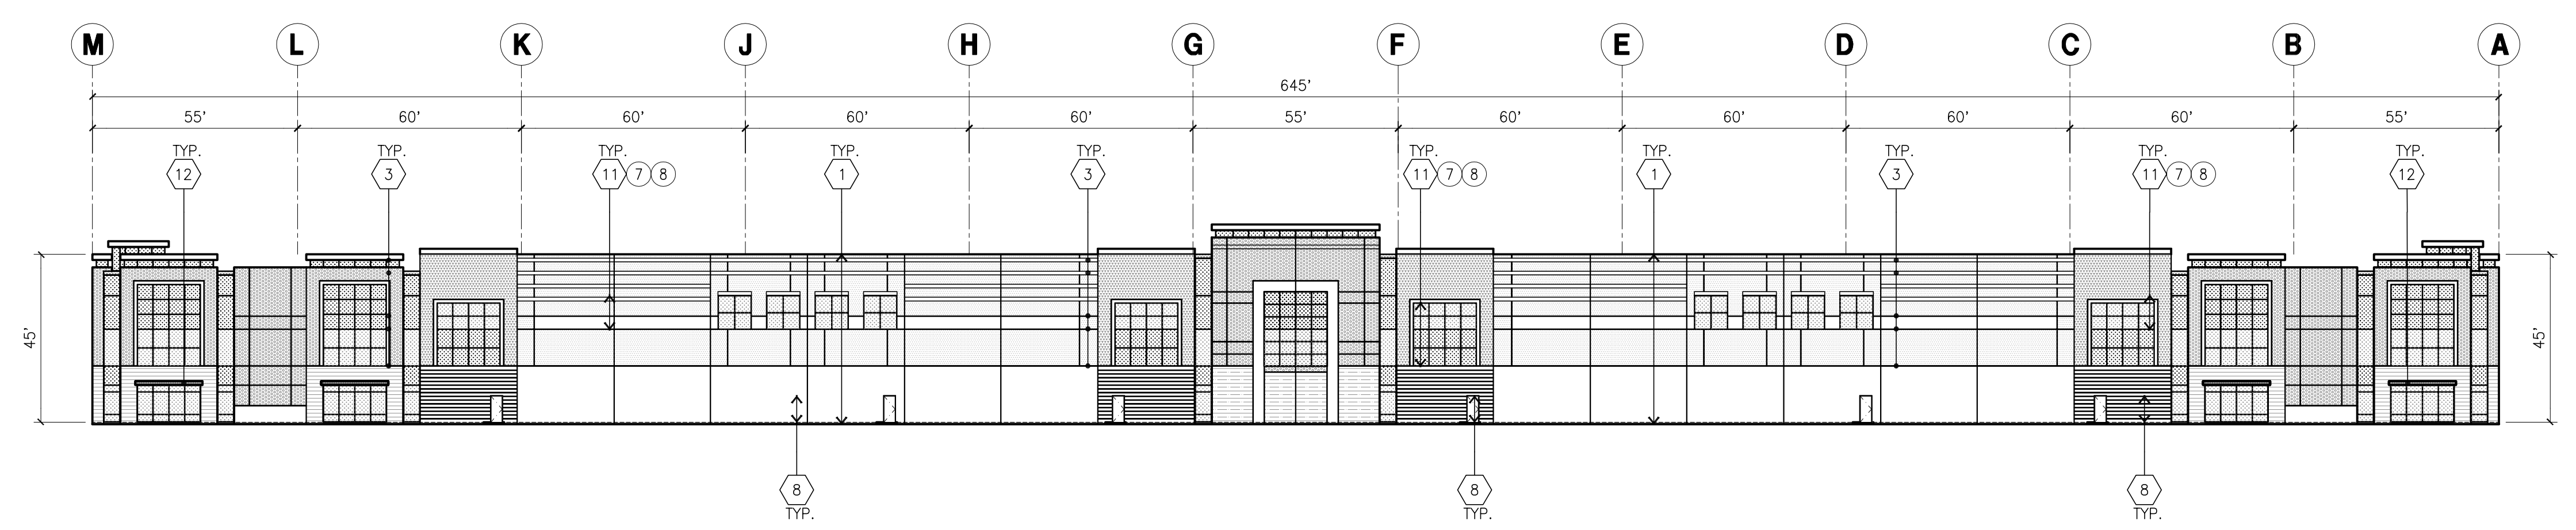 M L K J H G F E D C B A
645'
55' 60' 60' 60' 60' 55' 60' 60' 60' 60' 55'
TYP. TYP. TYP. TYP. TYP. TYP. TYP. TYP. TYP. TYP.
12 3 11 7 8 1 3 11 7 8 1 3 11 7 8 12
45' 45'
8 8 8
TYP. TYP. TYP.